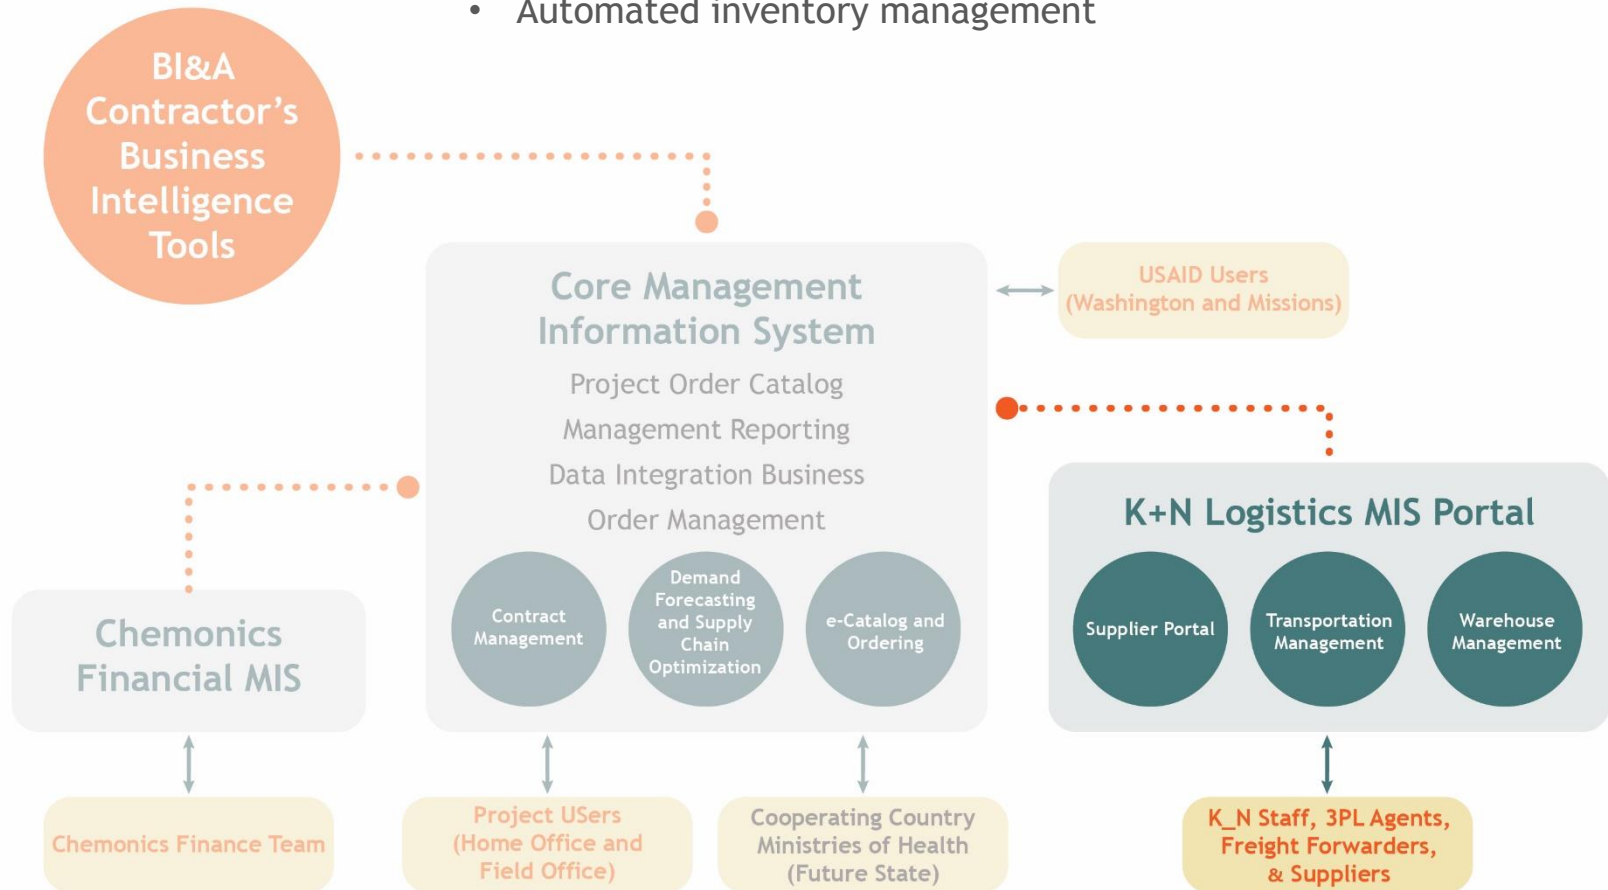 • Automated inventory management
BI&A
Contractor’s
Business
Intelligence
Tools
Core Management
Information System
Project Order Catalog
Management Reporting
Data Integration Business
Order Management
Contract
Management
Demand
Forecasting
and Supply
Chain
Optimization
e-Catalog and
Ordering
USAID Users
(Washington and Missions)
K+N Logistics MIS Portal
Supplier Portal
Transportation
Management
Warehouse
Management
Chemonics
Financial MIS
Chemonics Finance Team
Project USers
(Home Office and
Field Office)
Cooperating Country
Ministries of Health
(Future State)
K_N Staff, 3PL Agents,
Freight Forwarders,
& Suppliers